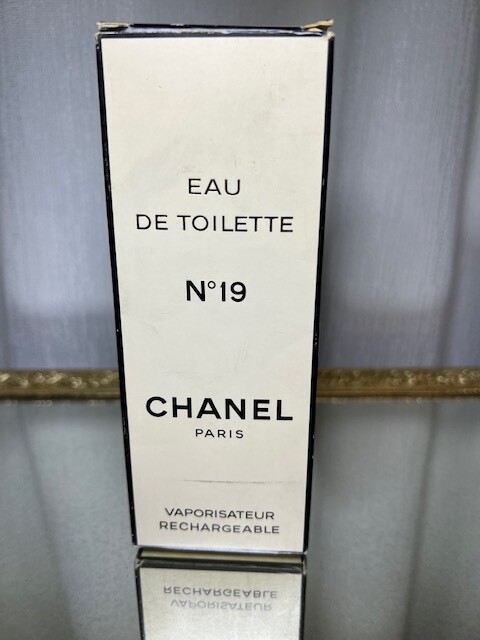 EAU
DE TOILETTE
N°19
CHANEL
PARIS
VAPORISATEUR
RECHARGEABLE